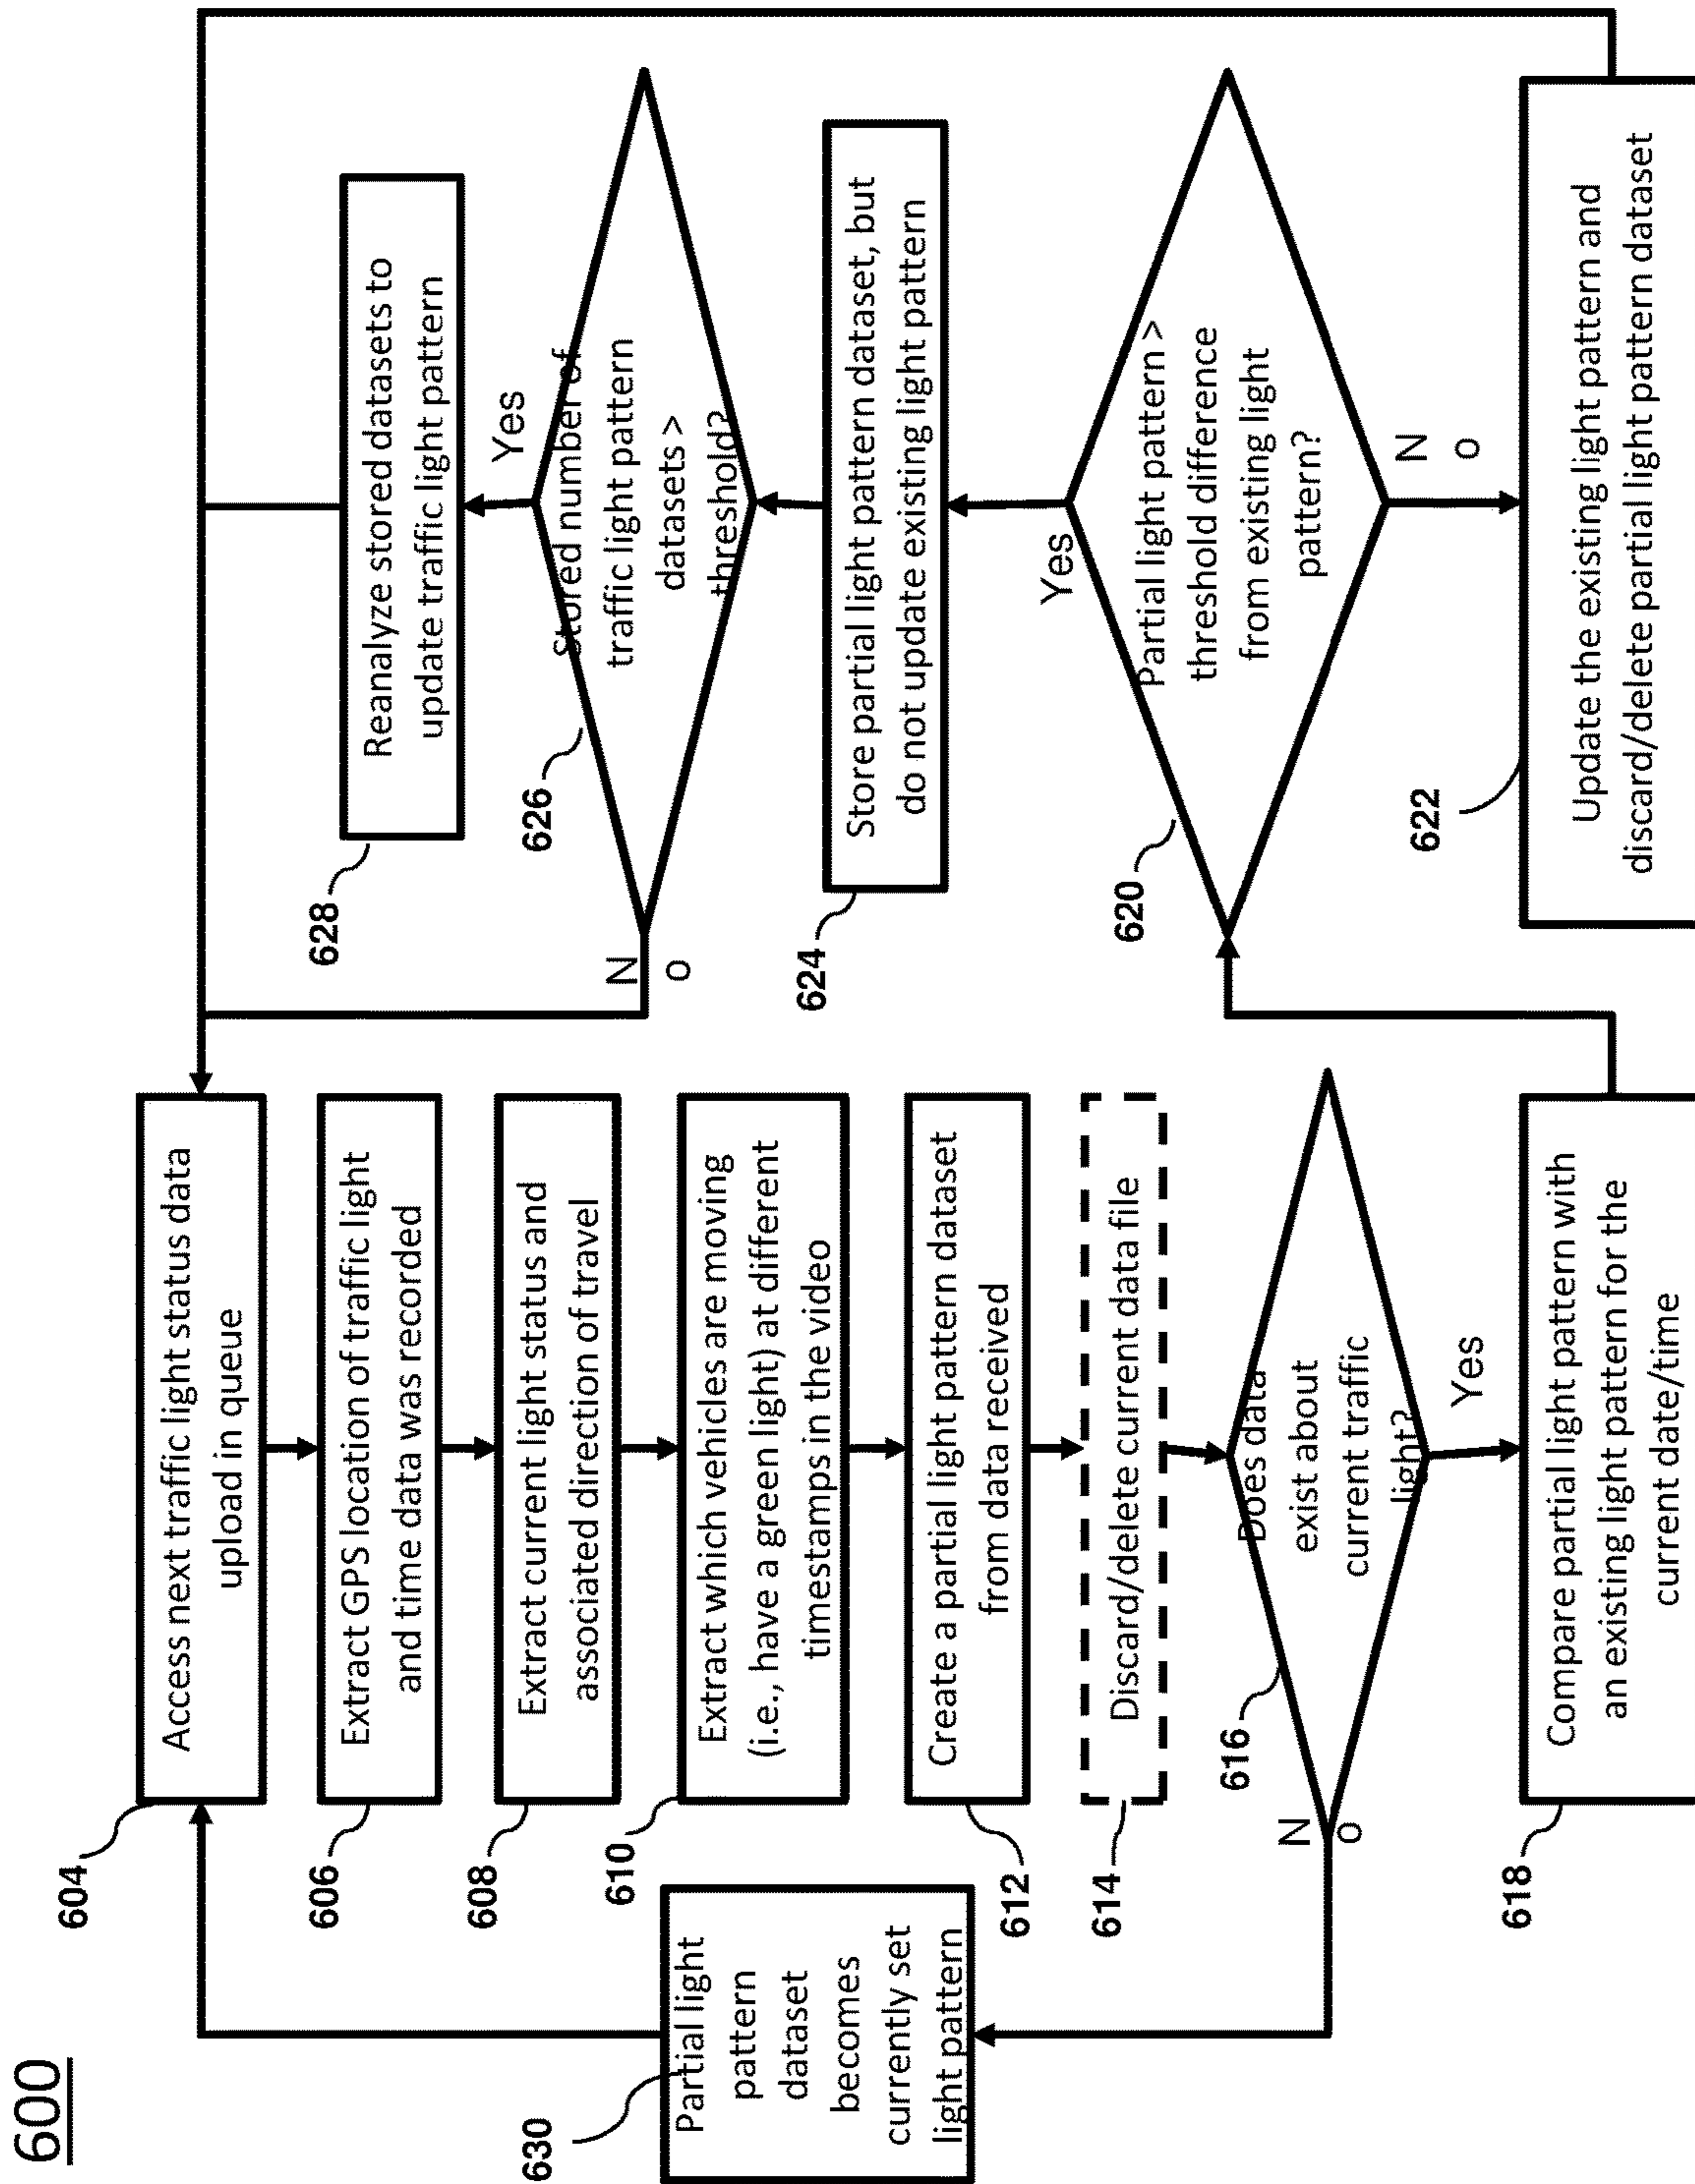 600
604
Access next traffic light status data
upload in queue
606
Extract GPS location of traffic light
and time data was recorded
608
Extract current light status and
associated direction of travel
610
Extract which vehicles are moving
(i.e., have a green light) at different
timestamps in the video
612
Create a partial light pattern dataset
from data received
614
Discard/delete current data file
616
Does data
exist about
current traffic
light?
N
o
Yes
630
Partial light
pattern
dataset
becomes
currently set
light pattern
618
Compare partial light pattern with
an existing light pattern for the
current date/time
620
Partial light pattern >
threshold difference
from existing light
pattern?
Yes
N
o
622
Update the existing light pattern and
discard/delete partial light pattern dataset
624
Store partial light pattern dataset, but
do not update existing light pattern
626
Stored number of
traffic light pattern
datasets >
threshold?
N
o
Yes
628
Reanalyze stored datasets to
update traffic light pattern